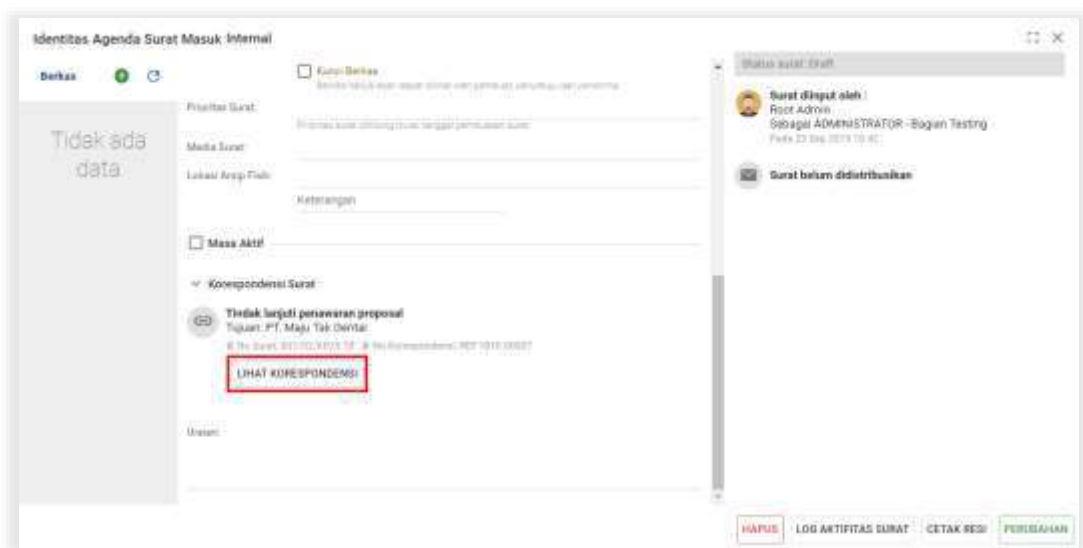 Identitas Agenda Surat Masuk Internal
Berkas
Tidak ada
data
Kunci Berkas
Prioritas Surat:
Media Surat:
Lokasi Arsip Fisik:
Keterangan
Masa Aktif
Korespondensi Surat
Tindak lanjuti penawaran proposal
Tujuan: PT. Maju Tak Gentar
LIHAT KORESPONDENSI
Uraian:
Status surat: Draft
Surat diinput oleh :
Root Admin
Sebagai ADMINISTRATOR - Bagian Testing
Surat belum didistribusikan
HAPUS
LOG AKTIFITAS SURAT
CETAK RESI
PERUBAHAN